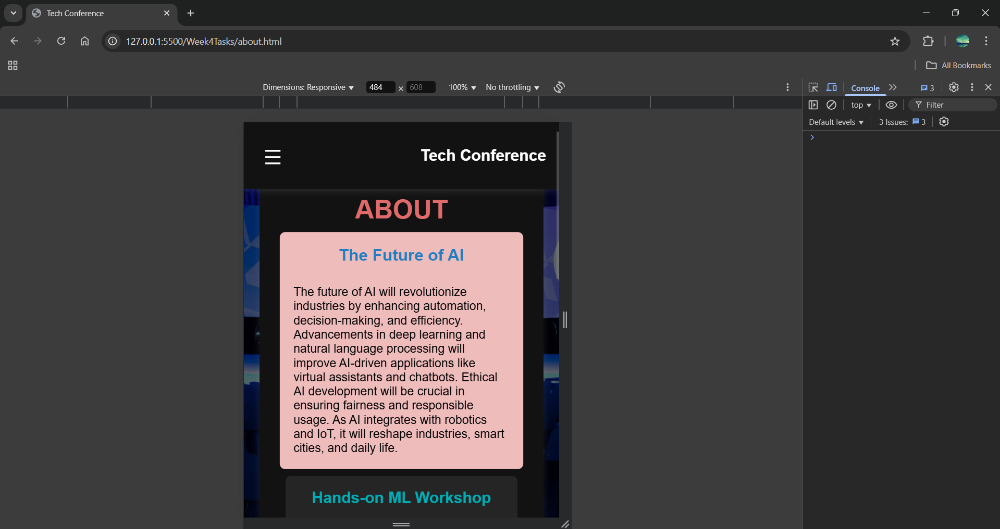 Tech Conference
127.0.0.1:5500/Week4Tasks/about.html
All Bookmarks
Dimensions: Responsive 484 × 608 100% No throttling
Console 3
top Filter
Default levels 3 Issues: 3
Tech Conference
ABOUT
The Future of AI
The future of AI will revolutionize
industries by enhancing automation,
decision-making, and efficiency.
Advancements in deep learning and
natural language processing will
improve AI-driven applications like
virtual assistants and chatbots. Ethical
AI development will be crucial in
ensuring fairness and responsible
usage. As AI integrates with robotics
and IoT, it will reshape industries, smart
cities, and daily life.
Hands-on ML Workshop